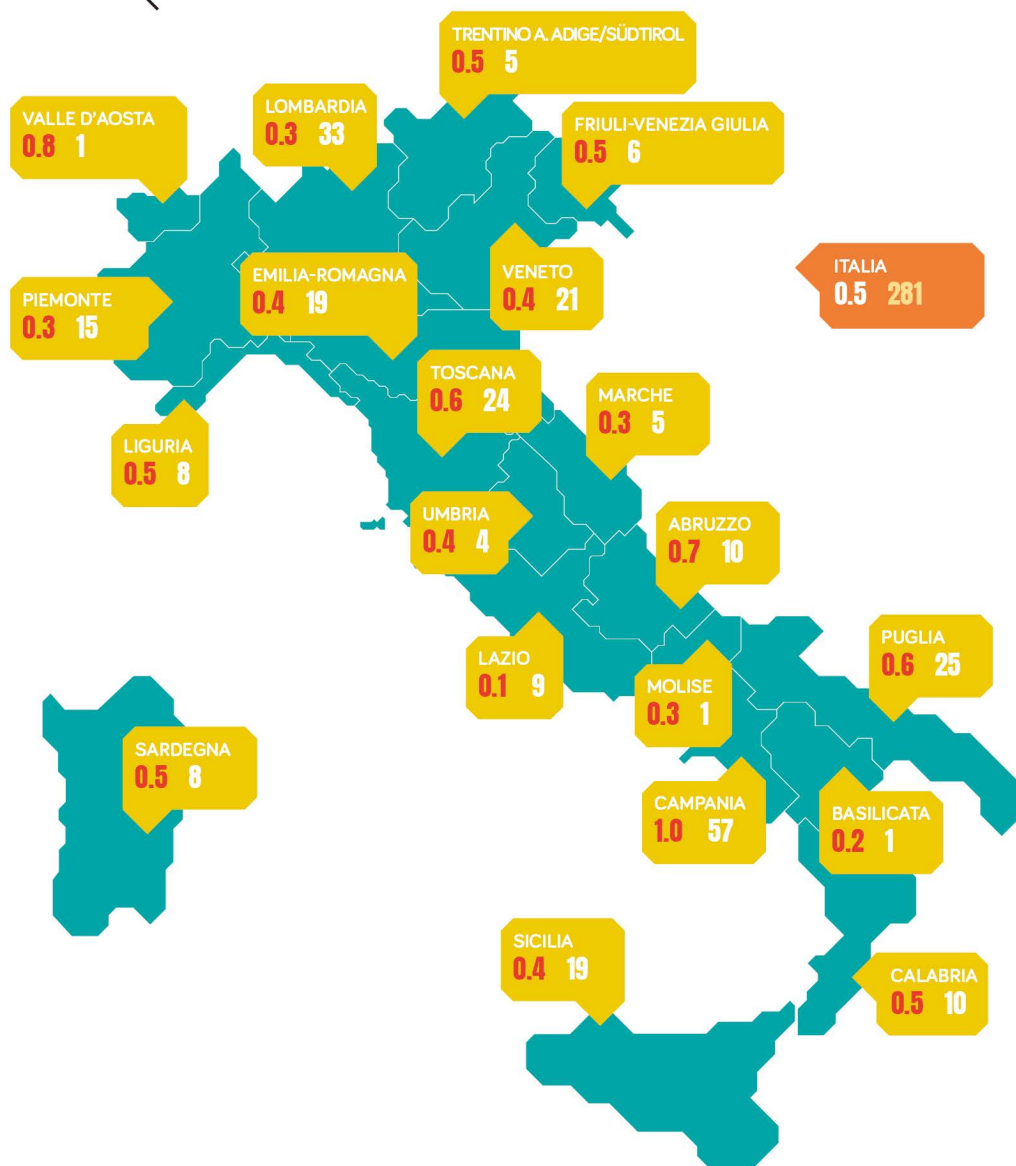 TRENTINO A. ADIGE/SÜDTIROL
0.5 5
LOMBARDIA
0.3 33
VALLE D'AOSTA
0.8 1
FRIULI-VENEZIA GIULIA
0.5 6
EMILIA-ROMAGNA
0.4 19
VENETO
0.4 21
ITALIA
0.5 281
PIEMONTE
0.3 15
TOSCANA
0.6 24
MARCHE
0.3 5
LIGURIA
0.5 8
UMBRIA
0.4 4
ABRUZZO
0.7 10
LAZIO
0.1 9
MOLISE
0.3 1
PUGLIA
0.6 25
SARDEGNA
0.5 8
CAMPANIA
1.0 57
BASILICATA
0.2 1
SICILIA
0.4 19
CALABRIA
0.5 10